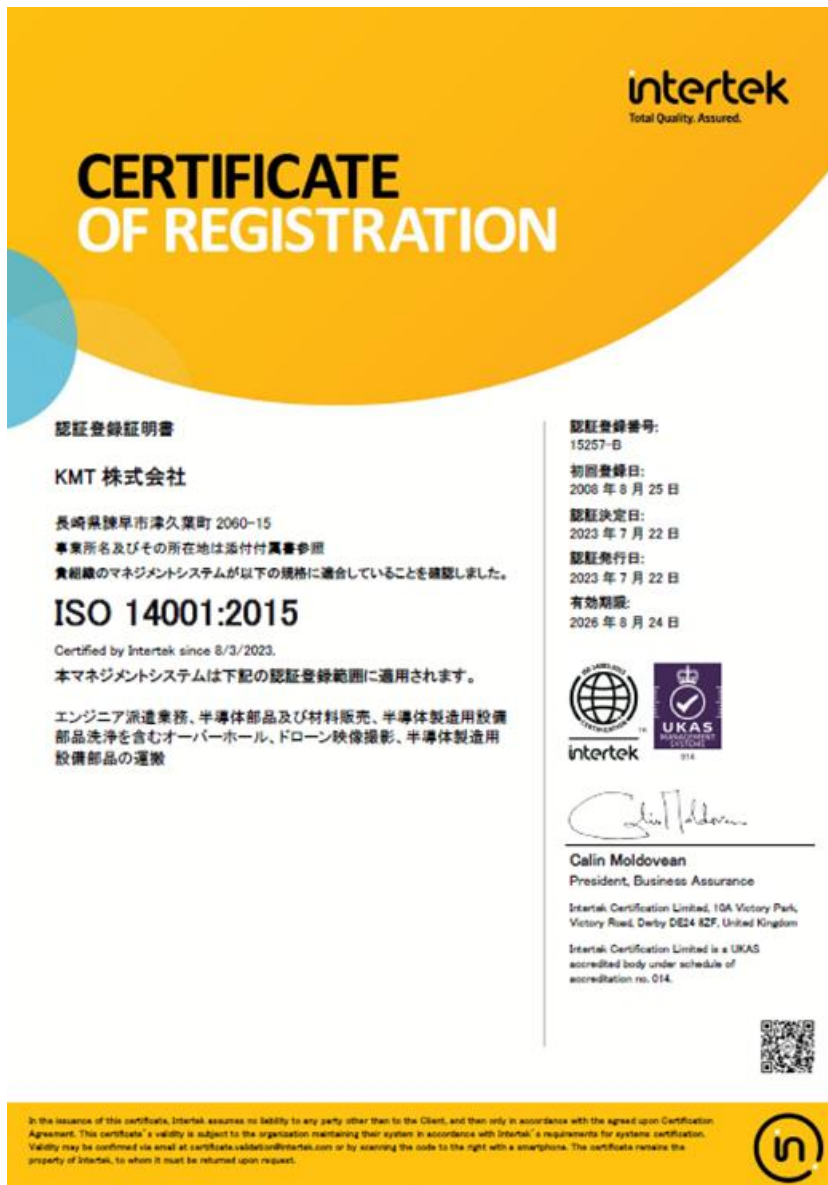 intertek
Total Quality. Assured.
CERTIFICATE
OF REGISTRATION
認証登録証明書
KMT 株式会社
長崎県諫早市津久葉町 2060-15
事業所名及びその所在地は添付付属書参照
貴組織のマネジメントシステムが以下の規格に適合していることを確認しました。
ISO 14001:2015
Certified by Intertek since 8/3/2023.
本マネジメントシステムは下記の認証登録範囲に適用されます。
エンジニア派遣業務、半導体部品及び材料販売、半導体製造用設備
部品洗浄を含むオーバーホール、ドローン映像撮影、半導体製造用
設備部品の運搬
認証登録番号:
15257-B
初回登録日:
2008 年 8 月 25 日
認証決定日:
2023 年 7 月 22 日
認証発行日:
2023 年 7 月 22 日
有効期限:
2026 年 8 月 24 日
CERTIFICATION
intertek
TM
UKAS
MANAGEMENT
SYSTEMS
014
Calin Moldovean
President, Business Assurance
Intertek Certification Limited, 10A Victory Park,
Victory Road, Derby DE24 8ZF, United Kingdom
Intertek Certification Limited is a UKAS
accredited body under schedule of
accreditation no. 014.
In the issuance of this certificate, Intertek assumes no liability to any party other then to the Client, and then only in accordance with the agreed upon Certification
Agreement. This certificate's validity is subject to the organization maintaining their system in accordance with Intertek's requirements for systems certification.
Validity may be confirmed via email at certificate.validation@intertek.com or by scanning the code to the right with a smartphone. The certificate remains the
property of Intertek, to whom it must be returned upon request.
in